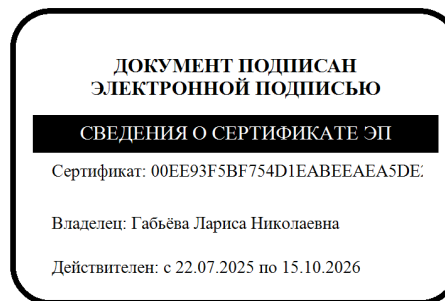 ДОКУМЕНТ ПОДПИСАН
ЭЛЕКТРОННОЙ ПОДПИСЬЮ
СВЕДЕНИЯ О СЕРТИФИКАТЕ ЭП
Сертификат: 00EE93F5BF754D1EABEEAEA5DE
Владелец: Габьёва Лариса Николаевна
Действителен: с 22.07.2025 по 15.10.2026